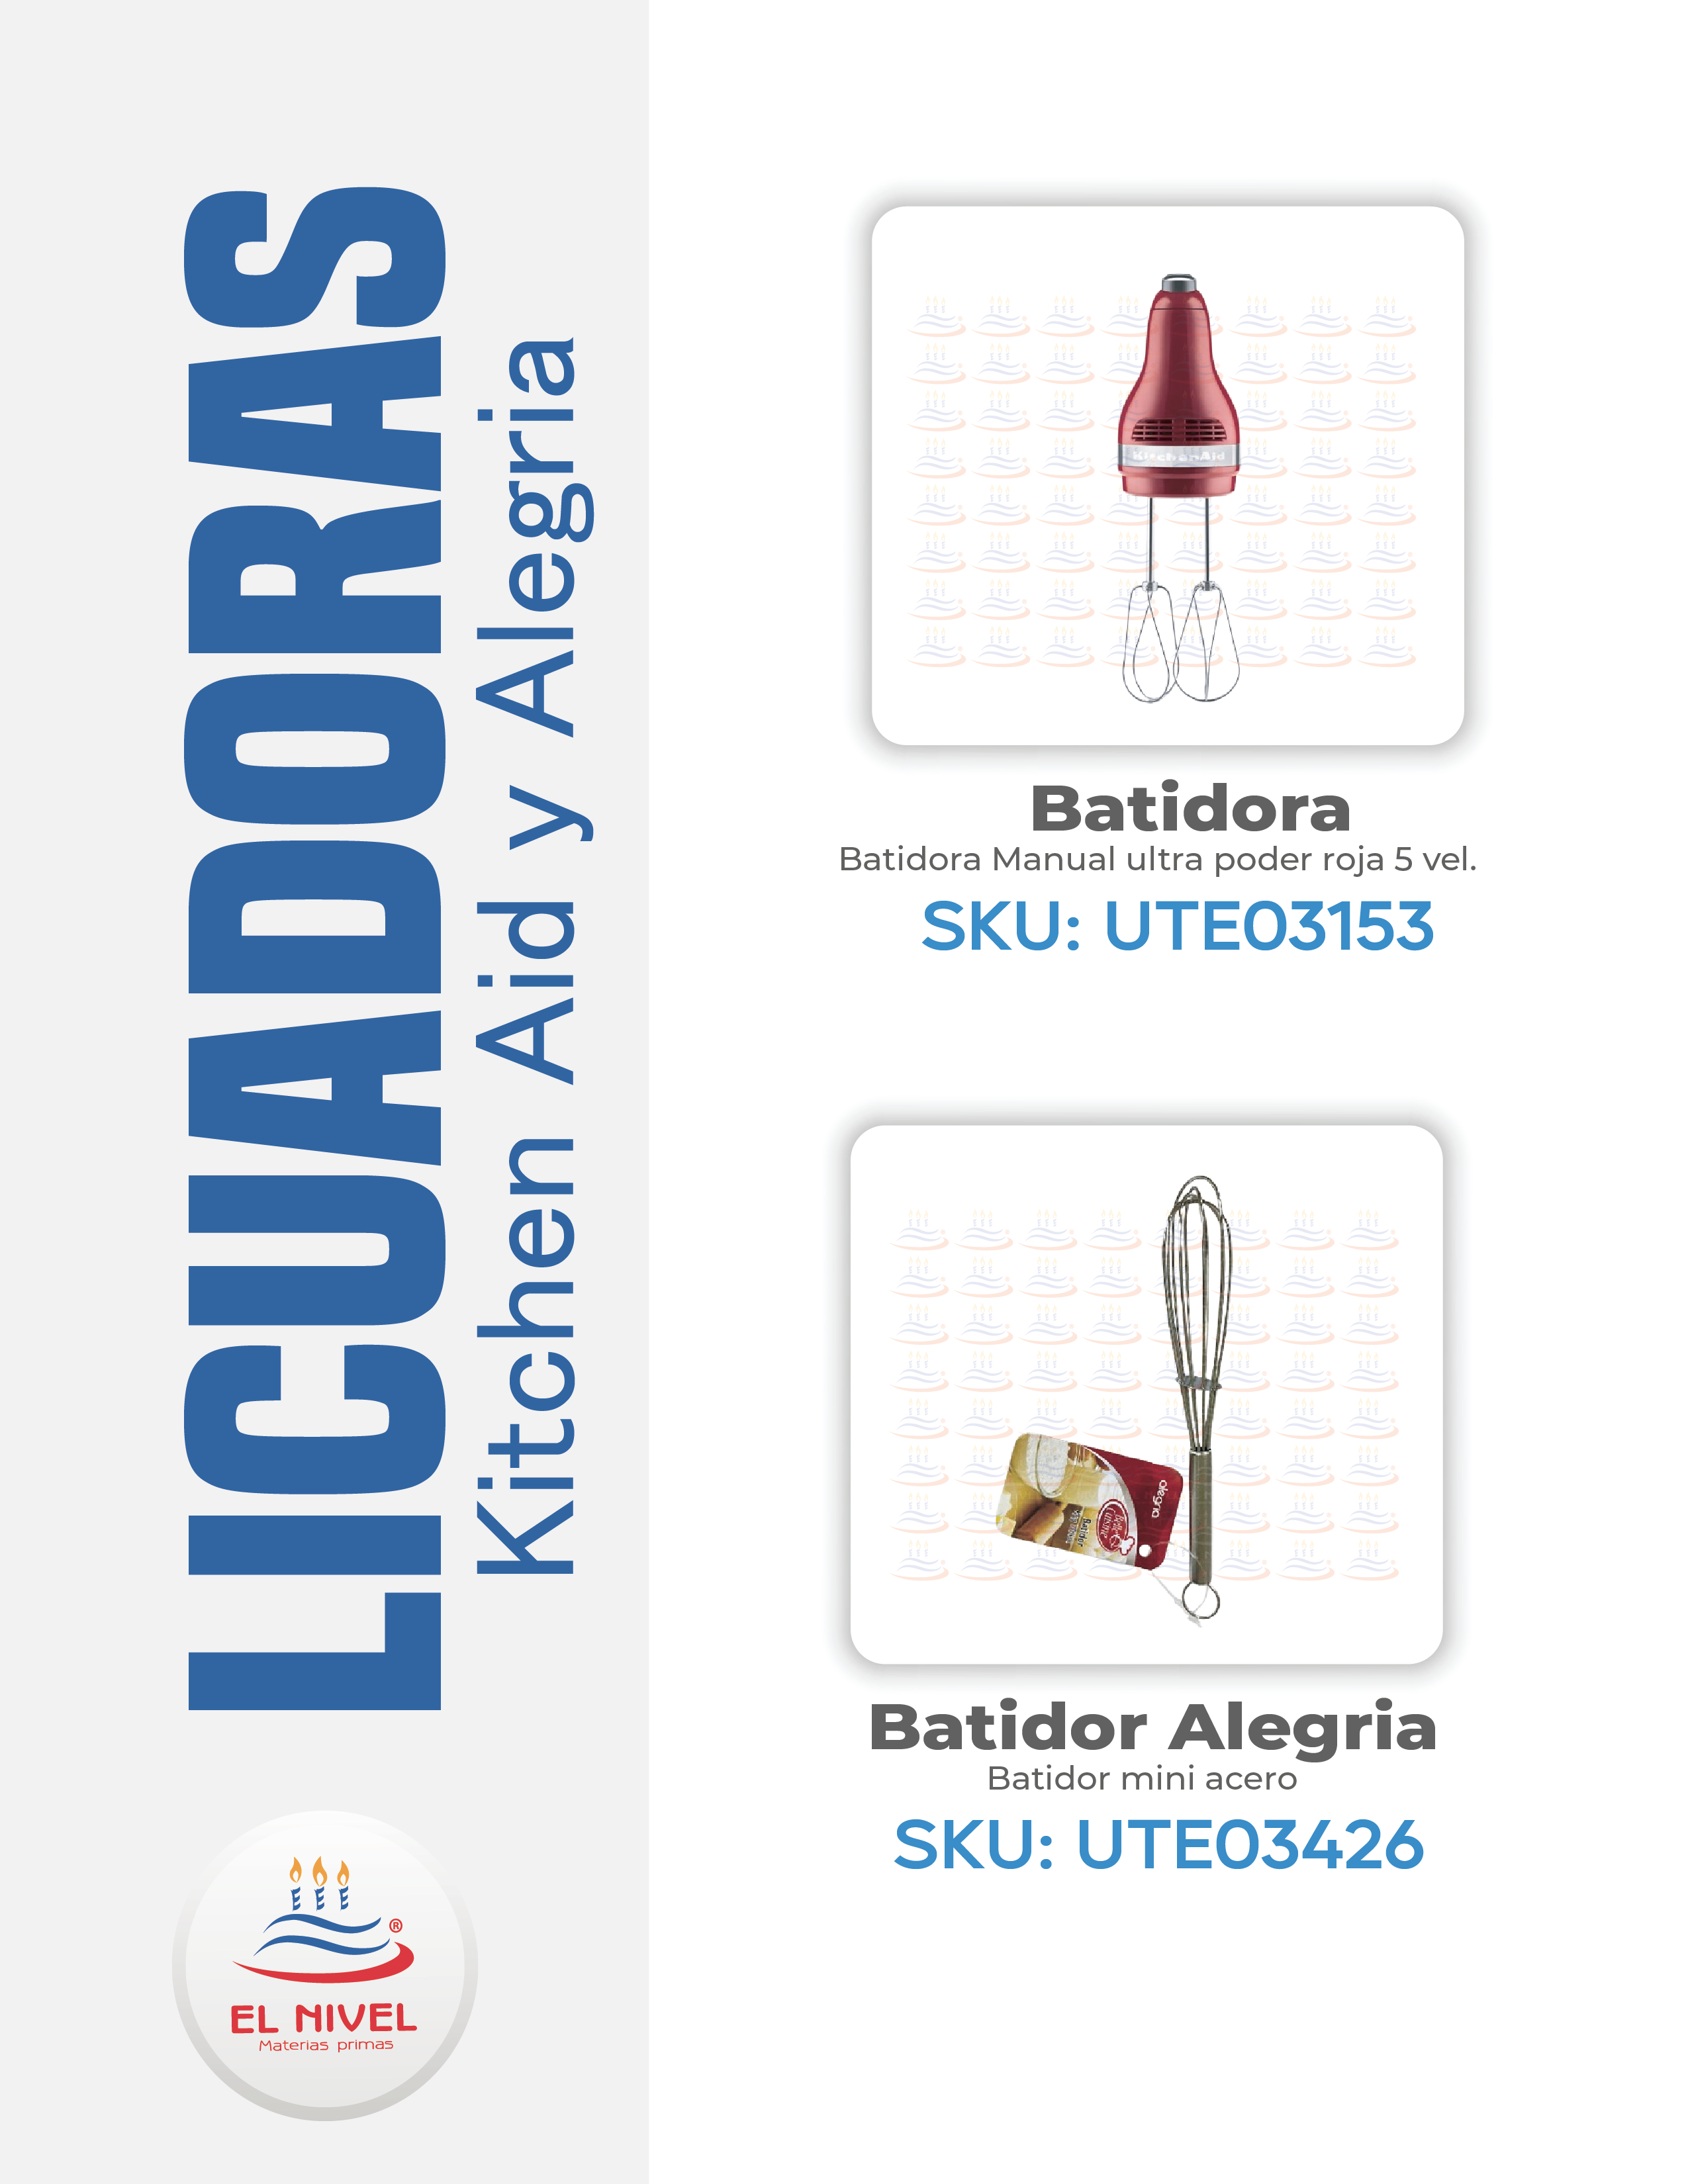 LICUADORAS
Kitchen Aid y Alegria
KitchenAid
Batidora
Batidora Manual ultra poder roja 5 vel.
SKU: UTE03153
alegria
Batidor
Batidor Alegria
Batidor mini acero
SKU: UTE03426
®
EL NIVEL
Materias primas